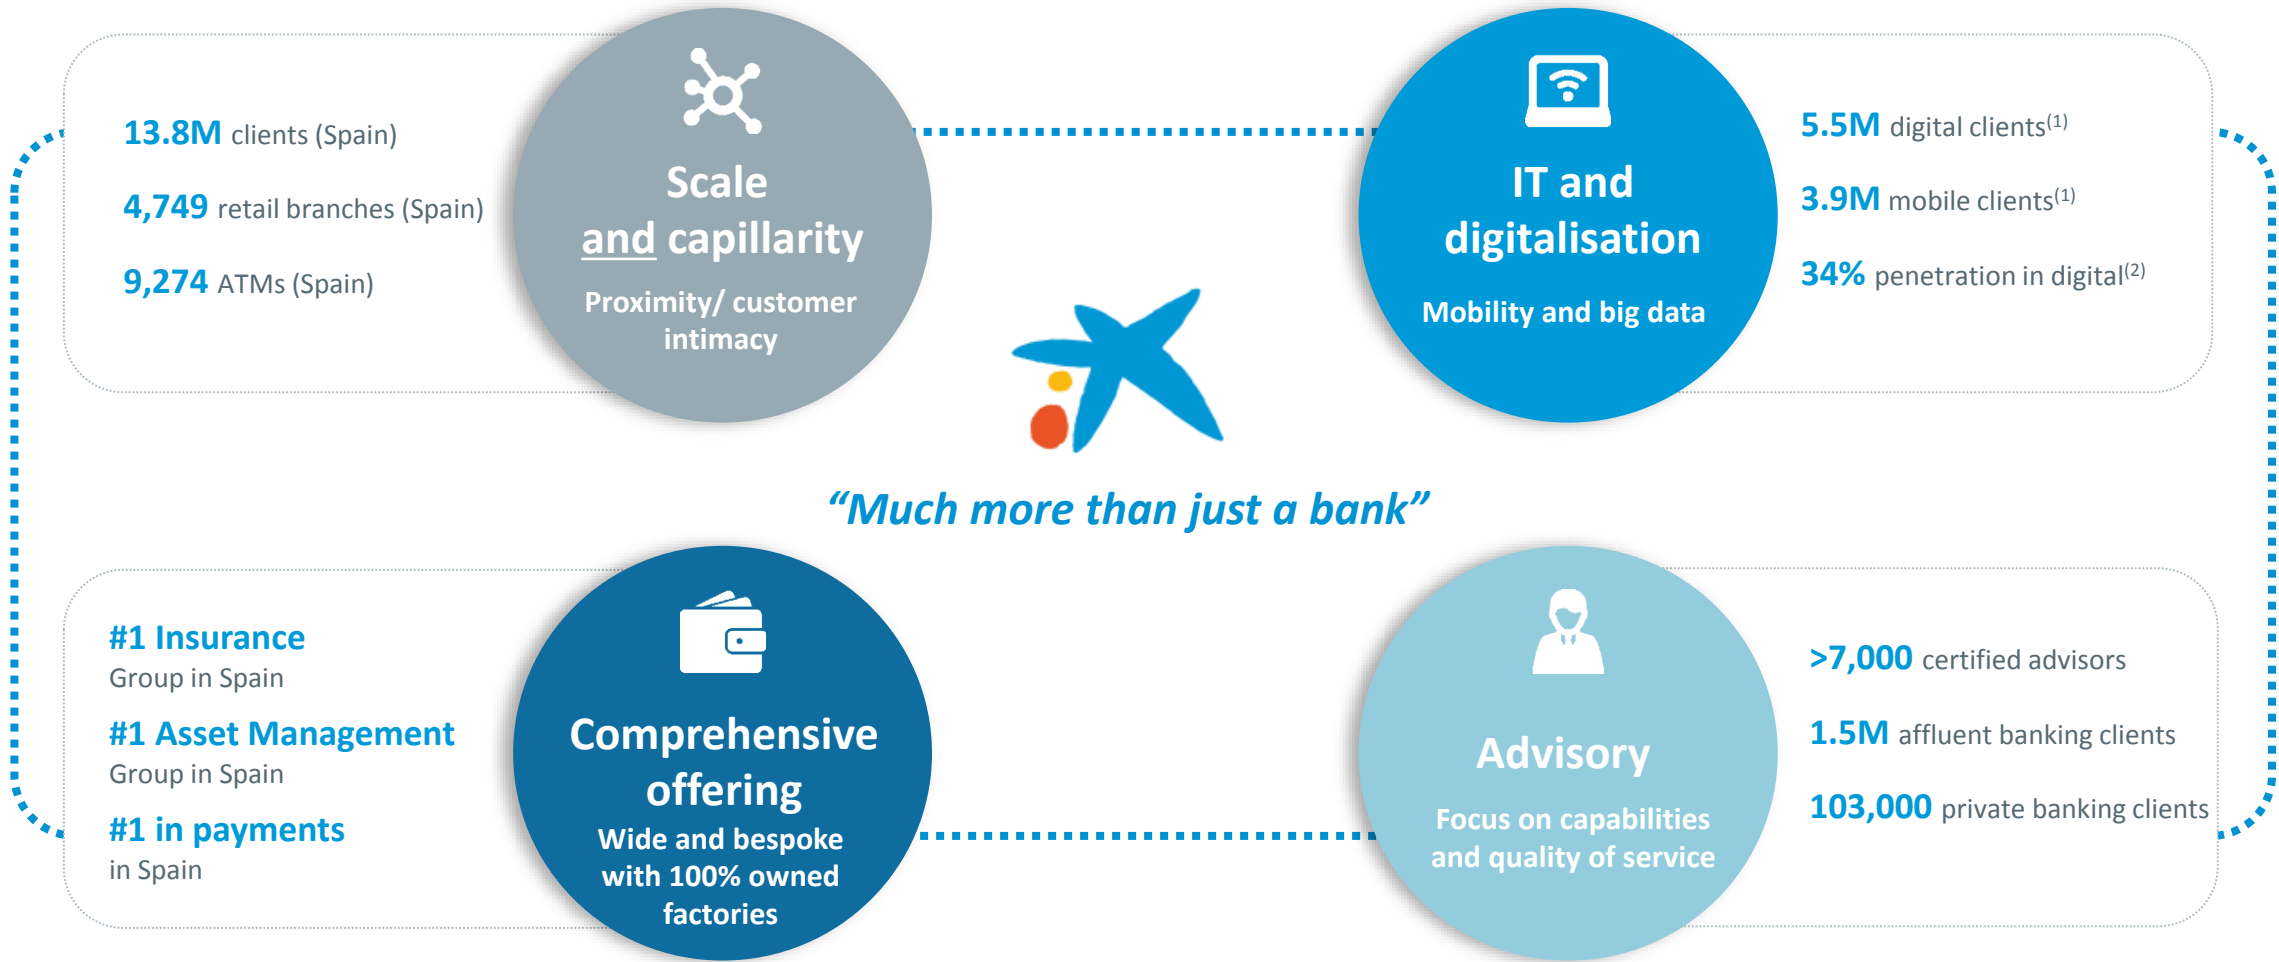 13.8M clients (Spain)
4,749 retail branches (Spain)
9,274 ATMs (Spain)
Scale
and capillarity
Proximity/ customer
intimacy
IT and
digitalisation
Mobility and big data
5.5M digital clients(1)
3.9M mobile clients(1)
34% penetration in digital(2)
“Much more than just a bank”
#1 Insurance
Group in Spain
#1 Asset Management
Group in Spain
#1 in payments
in Spain
Comprehensive
offering
Wide and bespoke
with 100% owned
factories
Advisory
Focus on capabilities
and quality of service
>7,000 certified advisors
1.5M affluent banking clients
103,000 private banking clients